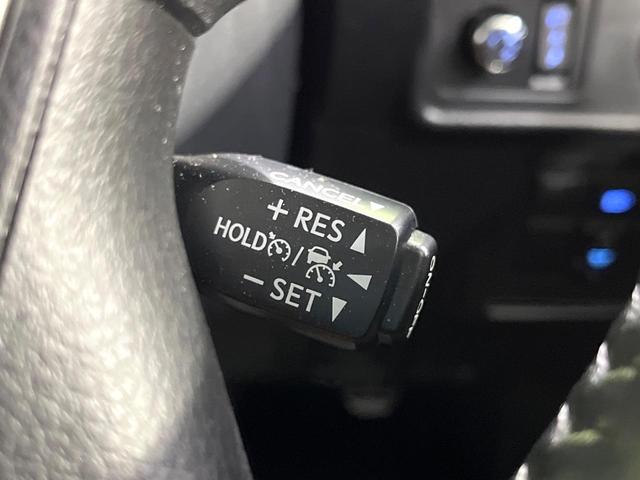 CANCEL▼
+ RES ▲
HOLD / ◀
− SET ▼